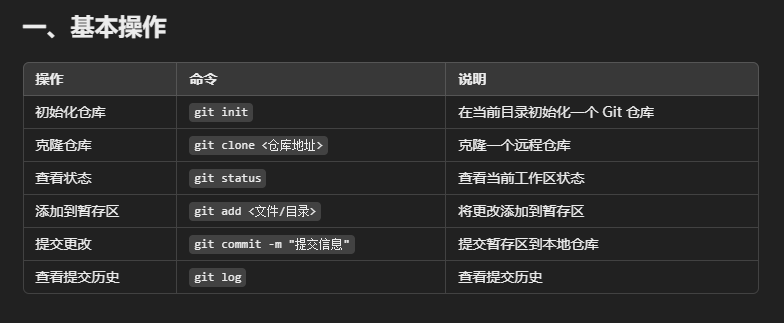 一、基本操作
操作 命令 说明
初始化仓库 git init 在当前目录初始化一个 Git 仓库
克隆仓库 git clone <仓库地址> 克隆一个远程仓库
查看状态 git status 查看当前工作区状态
添加到暂存区 git add <文件/目录> 将更改添加到暂存区
提交更改 git commit -m "提交信息" 提交暂存区到本地仓库
查看提交历史 git log 查看提交历史